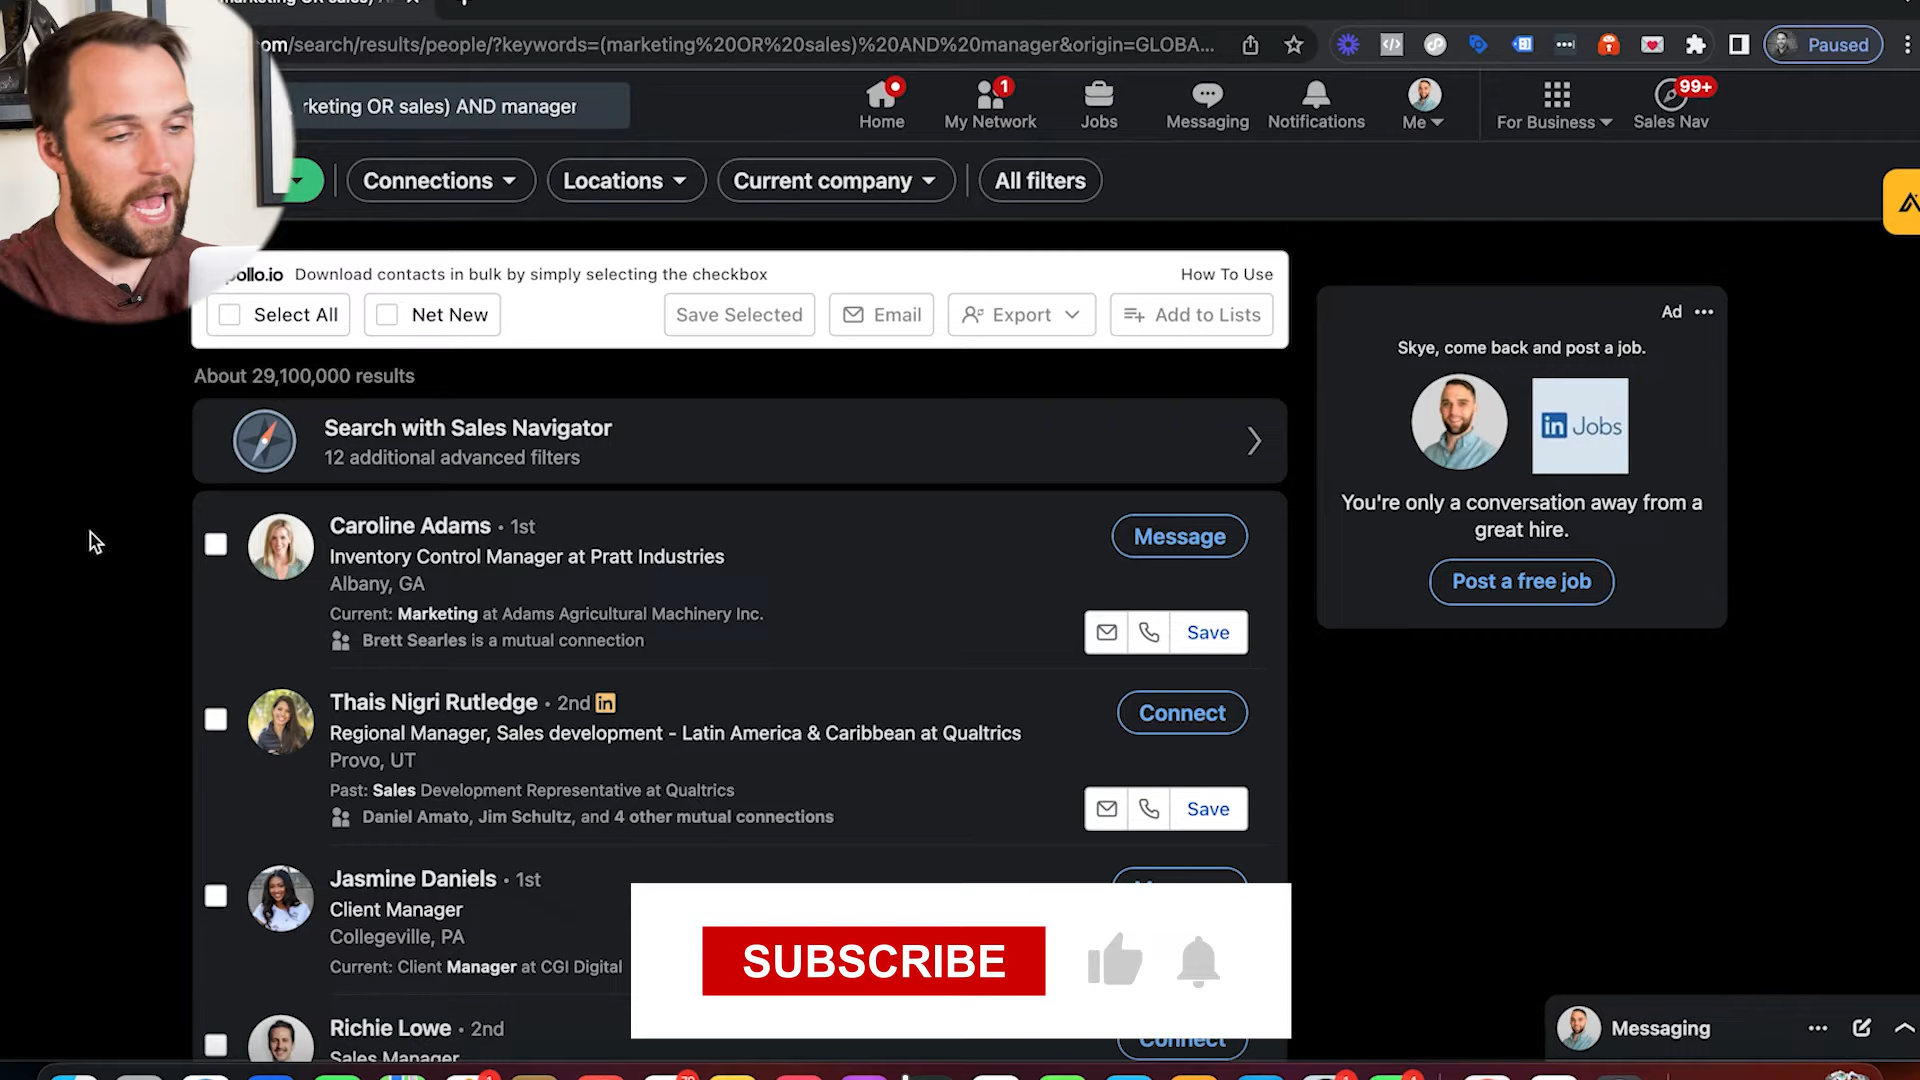 om/search/results/people/?keywords=(marketing%20OR%20sales)%20AND%20manager&origin=GLOBA...
Paused
rketing OR sales) AND manager
Home
1
My Network
Jobs
Messaging
Notifications
Me
For Business
99+
Sales Nav
Connections
Locations
Current company
All filters
ollo.io Download contacts in bulk by simply selecting the checkbox
How To Use
Select All
Net New
Save Selected
Email
Export
Add to Lists
About 29,100,000 results
Search with Sales Navigator
12 additional advanced filters
Caroline Adams • 1st
Inventory Control Manager at Pratt Industries
Albany, GA
Current: Marketing at Adams Agricultural Machinery Inc.
Brett Searles is a mutual connection
Message
Save
Thais Nigri Rutledge • 2nd in
Regional Manager, Sales development - Latin America & Caribbean at Qualtrics
Provo, UT
Past: Sales Development Representative at Qualtrics
Daniel Amato, Jim Schultz, and 4 other mutual connections
Connect
Save
Jasmine Daniels • 1st
Client Manager
Collegeville, PA
Current: Client Manager at CGI Digital
Richie Lowe • 2nd
Sales Manager
Connect
SUBSCRIBE
Ad
Skye, come back and post a job.
in Jobs
You're only a conversation away from a
great hire.
Post a free job
Messaging